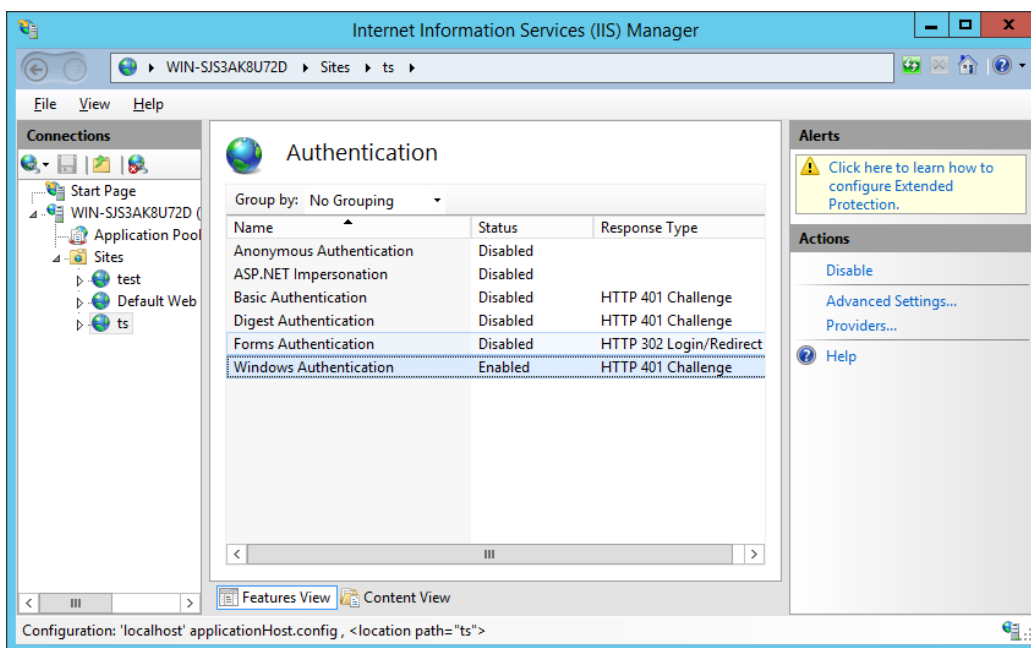 Internet Information Services (IIS) Manager
WIN-SJS3AK8U72D Sites ts
File View Help
Connections
Start Page
WIN-SJS3AK8U72D (
Application Pool
Sites
test
Default Web
ts
Authentication
Group by: No Grouping
Name Status Response Type
Anonymous Authentication Disabled
ASP.NET Impersonation Disabled
Basic Authentication Disabled HTTP 401 Challenge
Digest Authentication Disabled HTTP 401 Challenge
Forms Authentication Disabled HTTP 302 Login/Redirect
Windows Authentication Enabled HTTP 401 Challenge
Features View Content View
Alerts
Click here to learn how to
configure Extended
Protection.
Actions
Disable
Advanced Settings...
Providers...
Help
Configuration: 'localhost' applicationHost.config , <location path="ts">